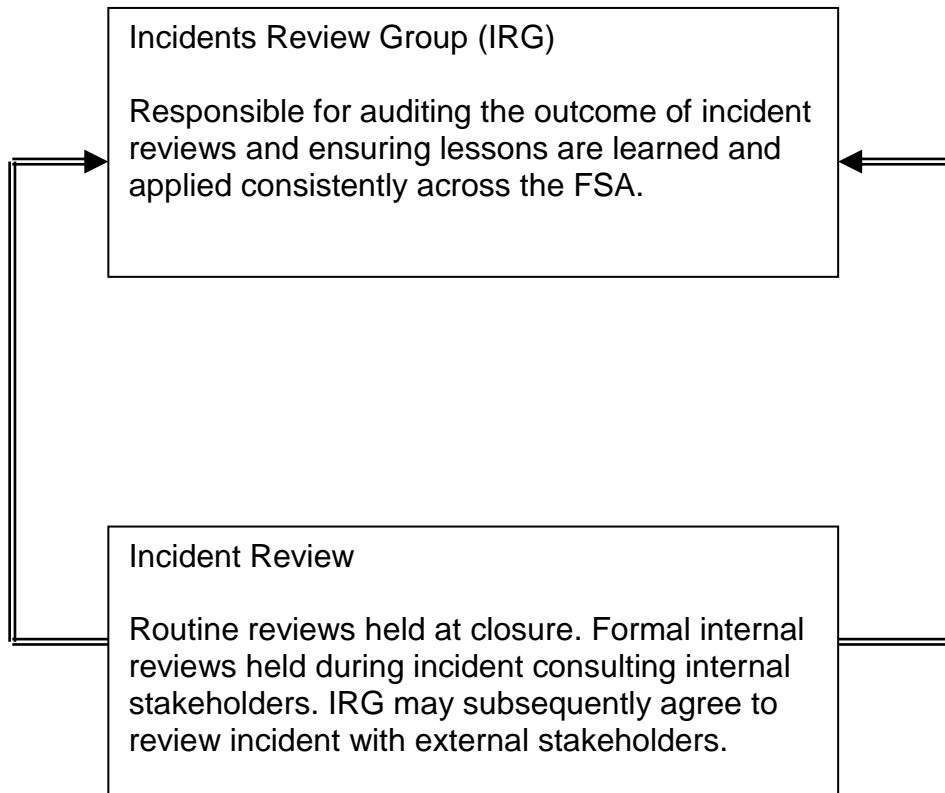 Incidents Review Group (IRG)
Responsible for auditing the outcome of incident
reviews and ensuring lessons are learned and
applied consistently across the FSA.
Incident Review
Routine reviews held at closure. Formal internal
reviews held during incident consulting internal
stakeholders. IRG may subsequently agree to
review incident with external stakeholders.